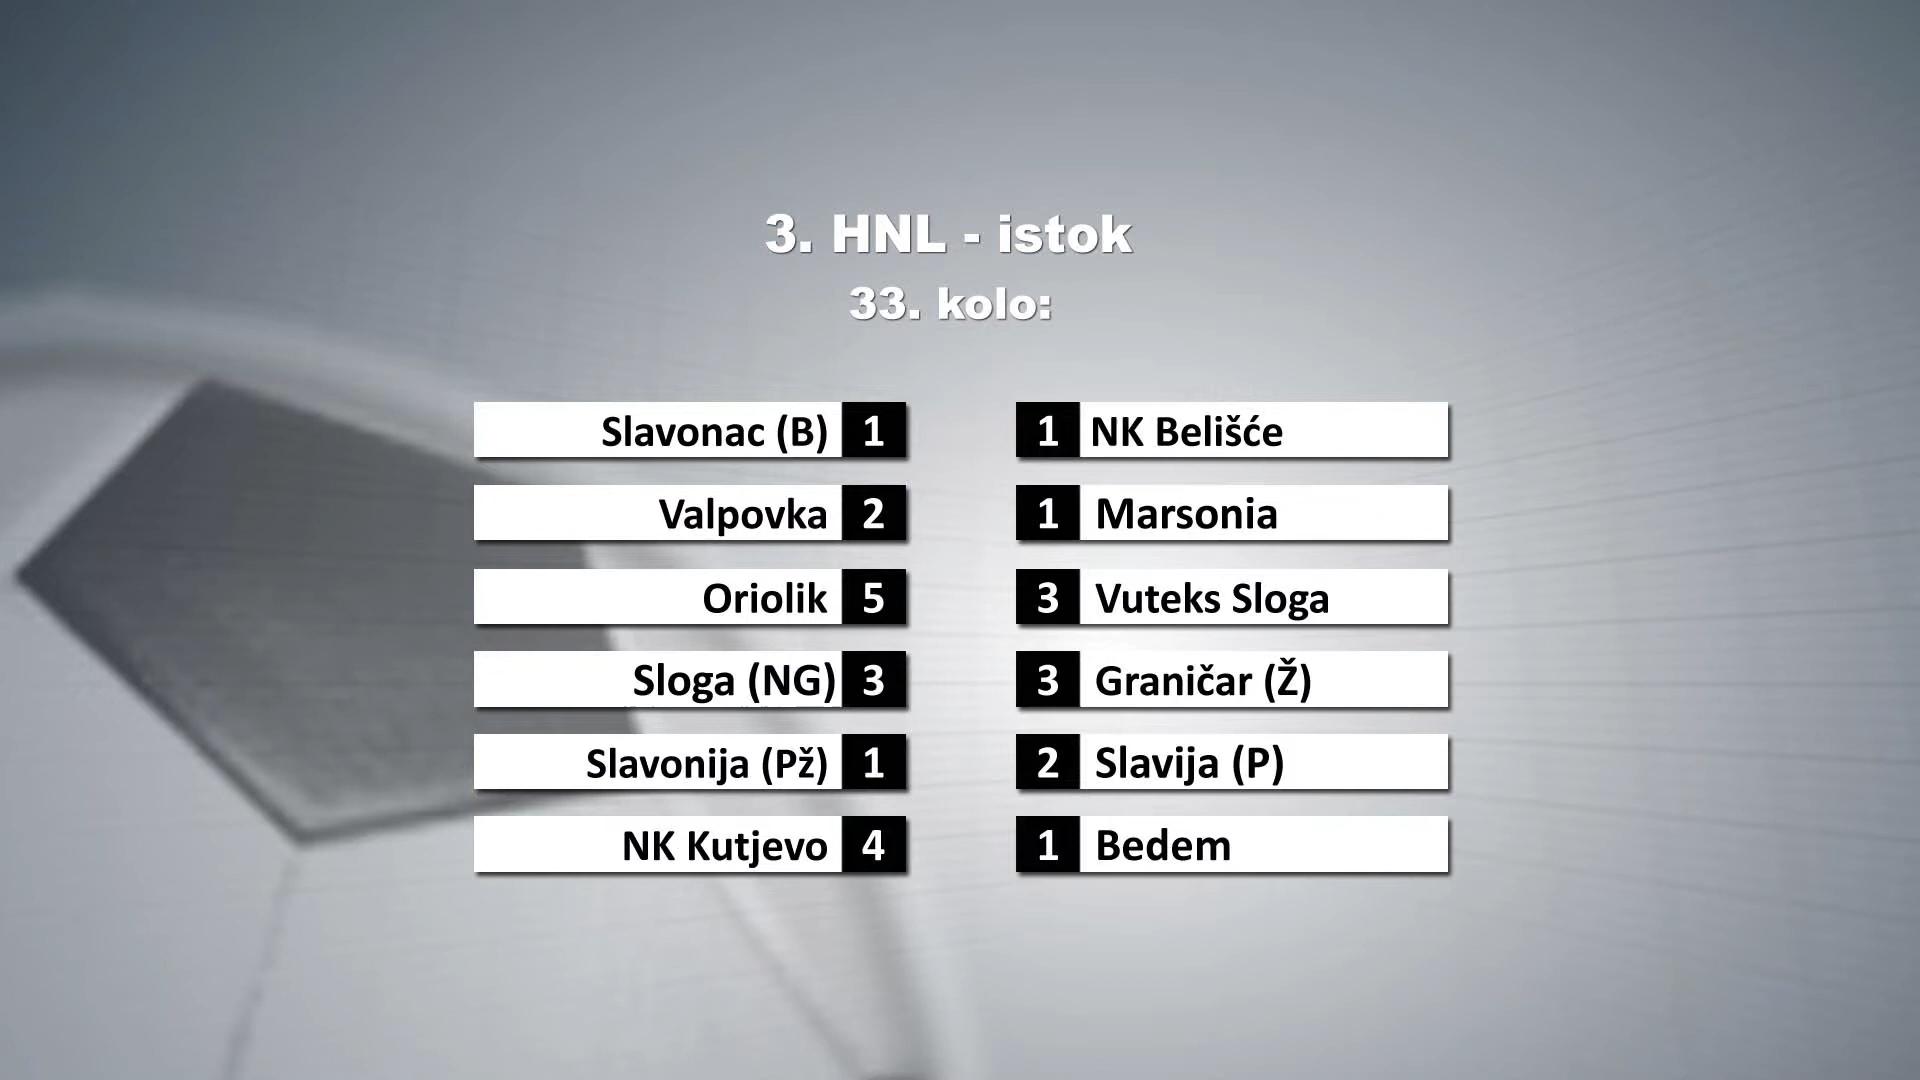 3. HNL - istok
33. kolo:
Slavonac (B) 1 1 NK Belišće
Valpovka 2 1 Marsonia
Oriolik 5 3 Vuteks Sloga
Sloga (NG) 3 3 Graničar (Ž)
Slavonija (Pž) 1 2 Slavija (P)
NK Kutjevo 4 1 Bedem